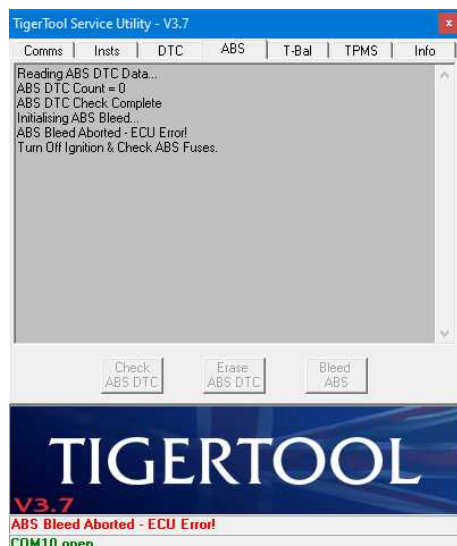 TigerTool Service Utility - V3.7
x
Comms Insts DTC ABS T-Bal TPMS Info
Reading ABS DTC Data...
ABS DTC Count = 0
ABS DTC Check Complete
Initialising ABS Bleed...
ABS Bleed Aborted - ECU Error!
Turn Off Ignition & Check ABS Fuses.
Check Erase Bleed
ABS DTC ABS DTC ABS
TIGERTOOL
V3.7
ABS Bleed Aborted - ECU Error!
COM10 open